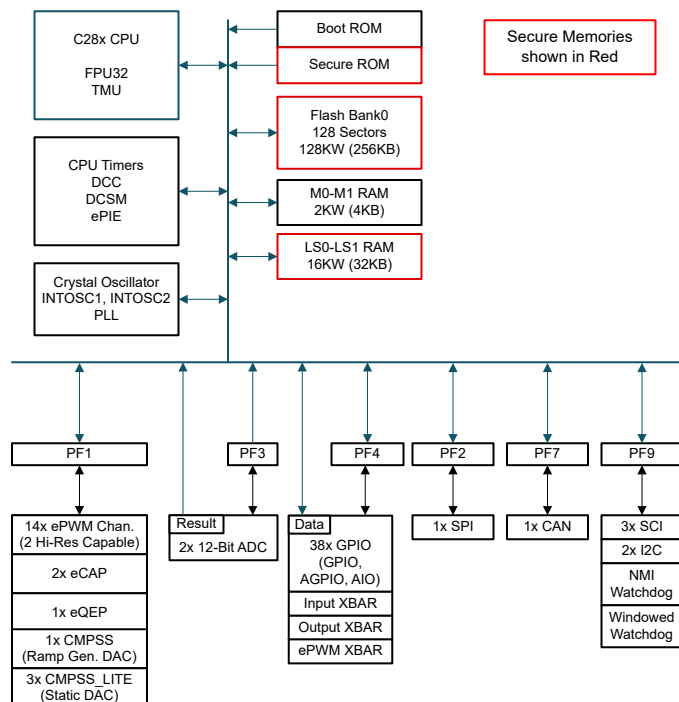 C28x CPU
FPU32
TMU
Boot ROM
Secure ROM
Secure Memories
shown in Red
Flash Bank0
128 Sectors
128KW (256KB)
CPU Timers
DCC
DCSM
ePIE
M0-M1 RAM
2KW (4KB)
LS0-LS1 RAM
16KW (32KB)
Crystal Oscillator
INTOSC1, INTOSC2
PLL
PF1
PF3
PF4
PF2
PF7
PF9
14x ePWM Chan.
(2 Hi-Res Capable)
2x eCAP
1x eQEP
1x CMPSS
(Ramp Gen. DAC)
3x CMPSS_LITE
(Static DAC)
Result
2x 12-Bit ADC
Data
38x GPIO
(GPIO,
AGPIO, AIO)
Input XBAR
Output XBAR
ePWM XBAR
1x SPI
1x CAN
3x SCI
2x I2C
NMI
Watchdog
Windowed
Watchdog